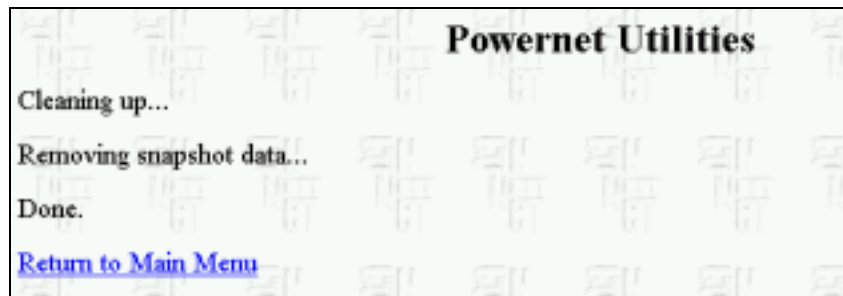 Powernet Utilities
Cleaning up...
Removing snapshot data...
Done.
Return to Main Menu